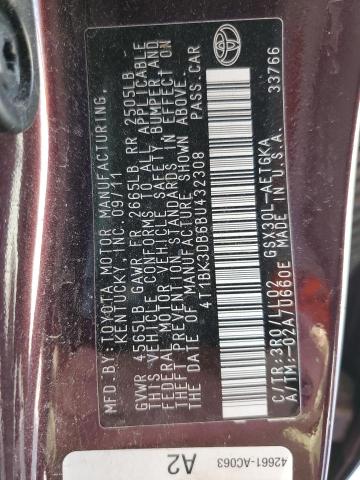 MFD. BY: TOYOTA MOTOR MANUFACTURING,
KENTUCKY, INC. 09/11
GVWR 4565LB GAWR FR 2665LB RR 2505LB
THIS VEHICLE CONFORMS TO ALL APPLICABLE
FEDERAL MOTOR VEHICLE SAFETY, BUMPER, AND
THEFT PREVENTION STANDARDS IN EFFECT ON
THE DATE OF MANUFACTURE SHOWN ABOVE.
4T1BK3DB6BU432308 PASS. CAR
C/TR:3R0/LL02 GSX30L-AETGKA
A/TM:-02A/U660E MADE IN U.S.A.
33766
TOYOTA
42661-AC063
A2